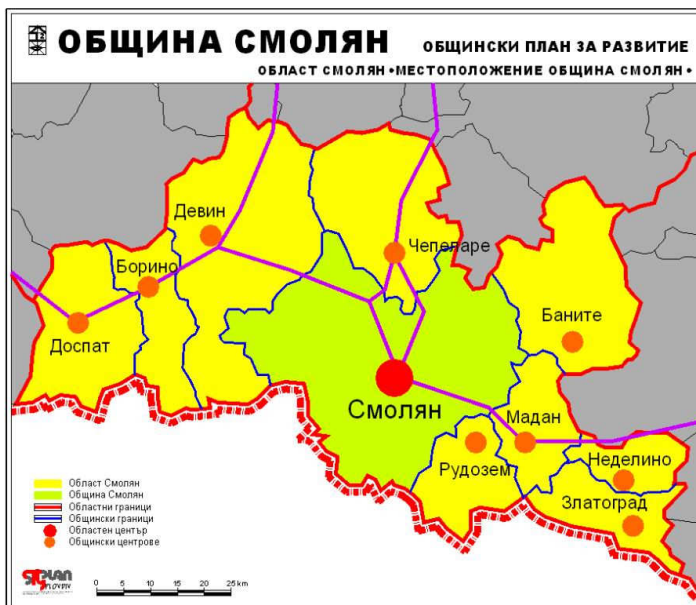 ОБЩИНА СМОЛЯН
ОБЩИНСКИ ПЛАН ЗА РАЗВИТИЕ
ОБЛАСТ СМОЛЯН •МЕСТОПОЛОЖЕНИЕ ОБЩИНА СМОЛЯН•
Девин
Чепеларе
Борино
Баните
Доспат
Смолян
Мадан
Рудозем
Неделино
Златоград
Област Смолян
Община Смолян
Областни граници
Общински граници
Областен център
Общински центрове
0 5 10 15 20 25 km